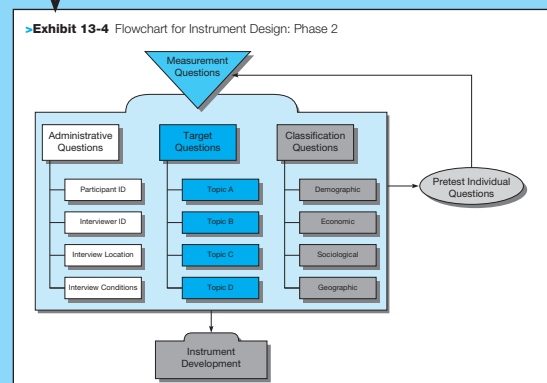 >Exhibit 13-4 Flowchart for Instrument Design: Phase 2
Measurement
Questions
Administrative
Questions
Target
Questions
Classification
Questions
Participant ID
Topic A
Demographic
Pretest Individual
Questions
Interviewer ID
Topic B
Economic
Interview Location
Topic C
Sociological
Interview Conditions
Topic D
Geographic
Instrument
Development